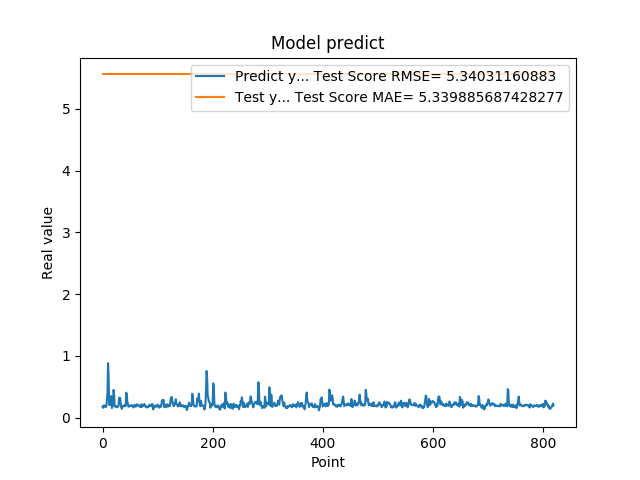 Model predict
Predict y... Test Score RMSE= 5.34031160883
Test y... Test Score MAE= 5.339885687428277
Real value
5
4
3
2
1
0
0 200 400 600 800
Point